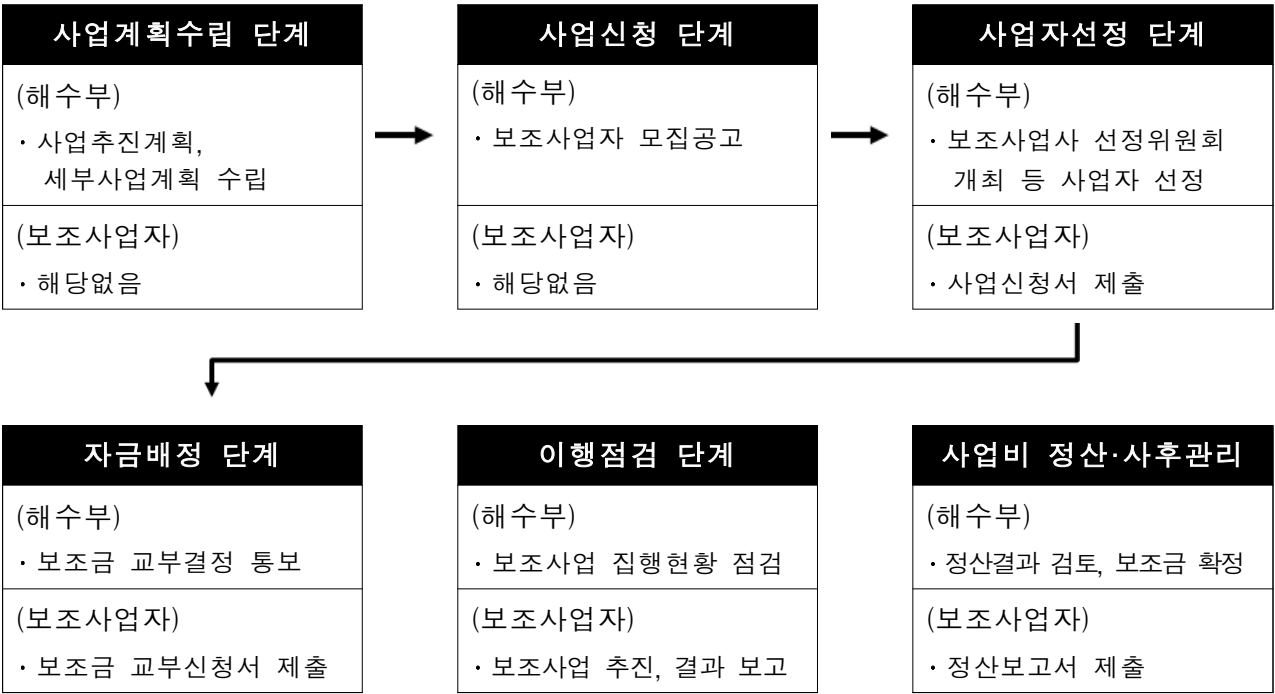 사업계획수립 단계
(해수부)
· 사업추진계획,
세부사업계획 수립
(보조사업자)
· 해당없음
사업신청 단계
(해수부)
· 보조사업자 모집공고
(보조사업자)
· 해당없음
사업자선정 단계
(해수부)
· 보조사업사 선정위원회
개최 등 사업자 선정
(보조사업자)
· 사업신청서 제출
자금배정 단계
(해수부)
· 보조금 교부결정 통보
(보조사업자)
· 보조금 교부신청서 제출
이행점검 단계
(해수부)
· 보조사업 집행현황 점검
(보조사업자)
· 보조사업 추진, 결과 보고
사업비 정산·사후관리
(해수부)
· 정산결과 검토, 보조금 확정
(보조사업자)
· 정산보고서 제출